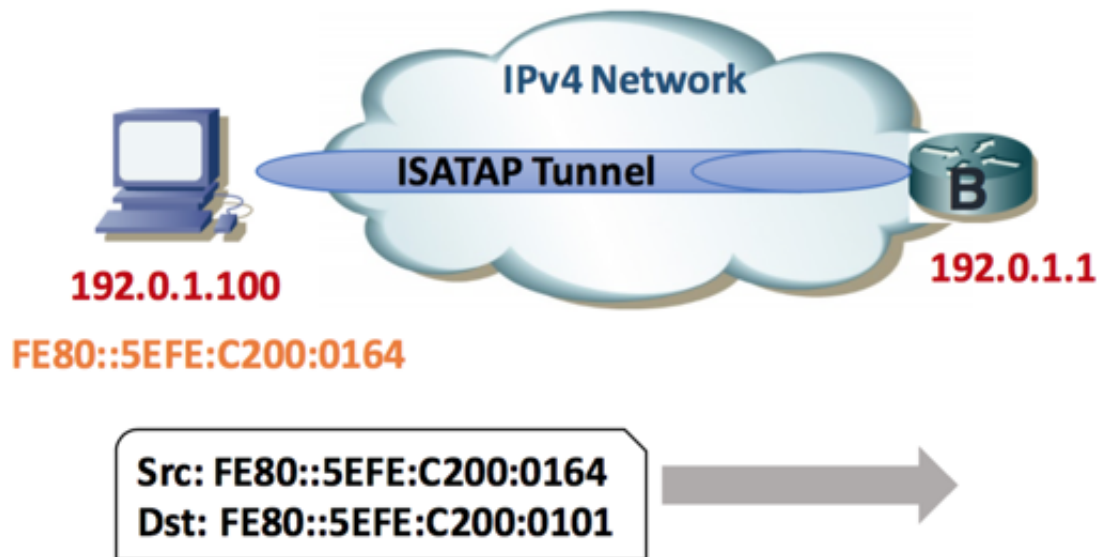 IPv4 Network
ISATAP Tunnel
B
192.0.1.100
192.0.1.1
FE80::5EFE:C200:0164
Src: FE80::5EFE:C200:0164
Dst: FE80::5EFE:C200:0101